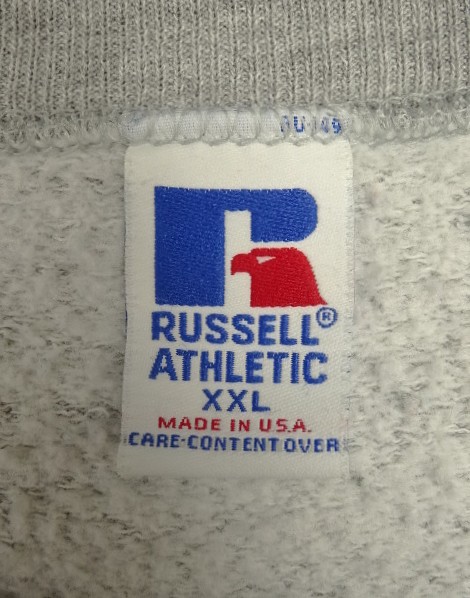 RUSSELL®
ATHLETIC
XXL
MADE IN U.S.A.
CARE-CONTENT OVER